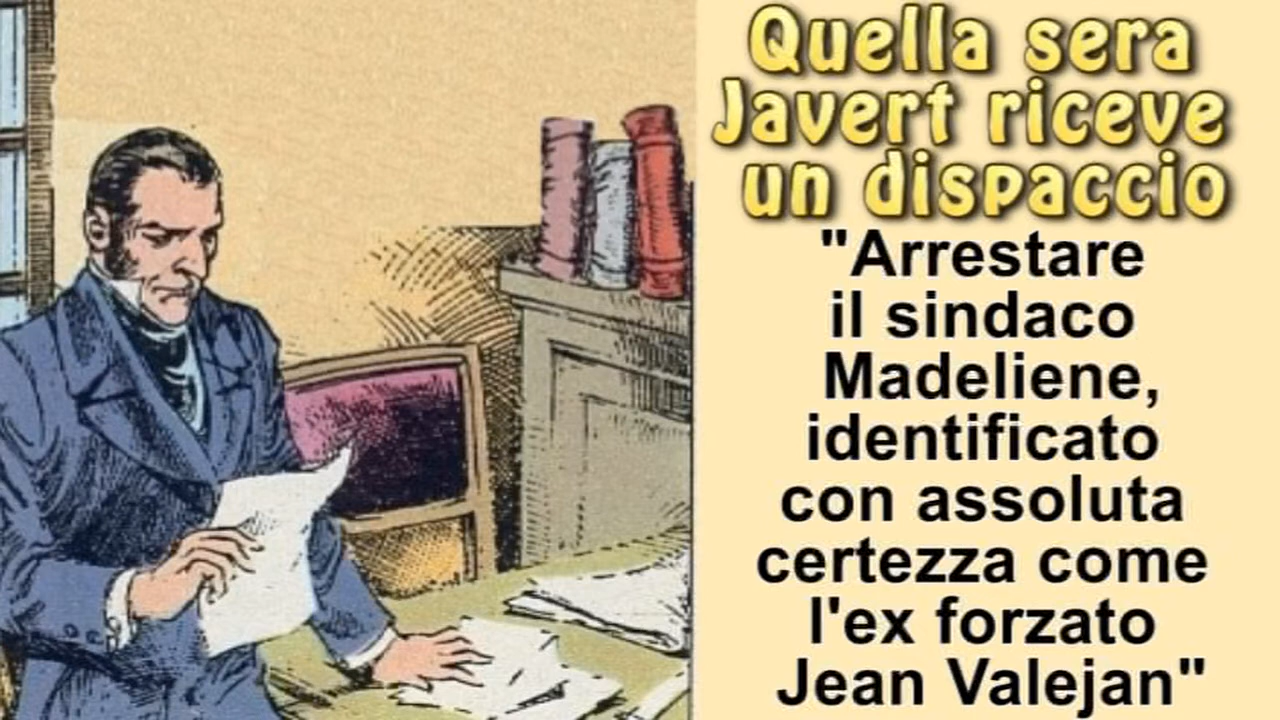 Quella sera
Javert riceve
un dispaccio
"Arrestare
il sindaco
Madeliene,
identificato
con assoluta
certezza come
l'ex forzato
Jean Valejan"